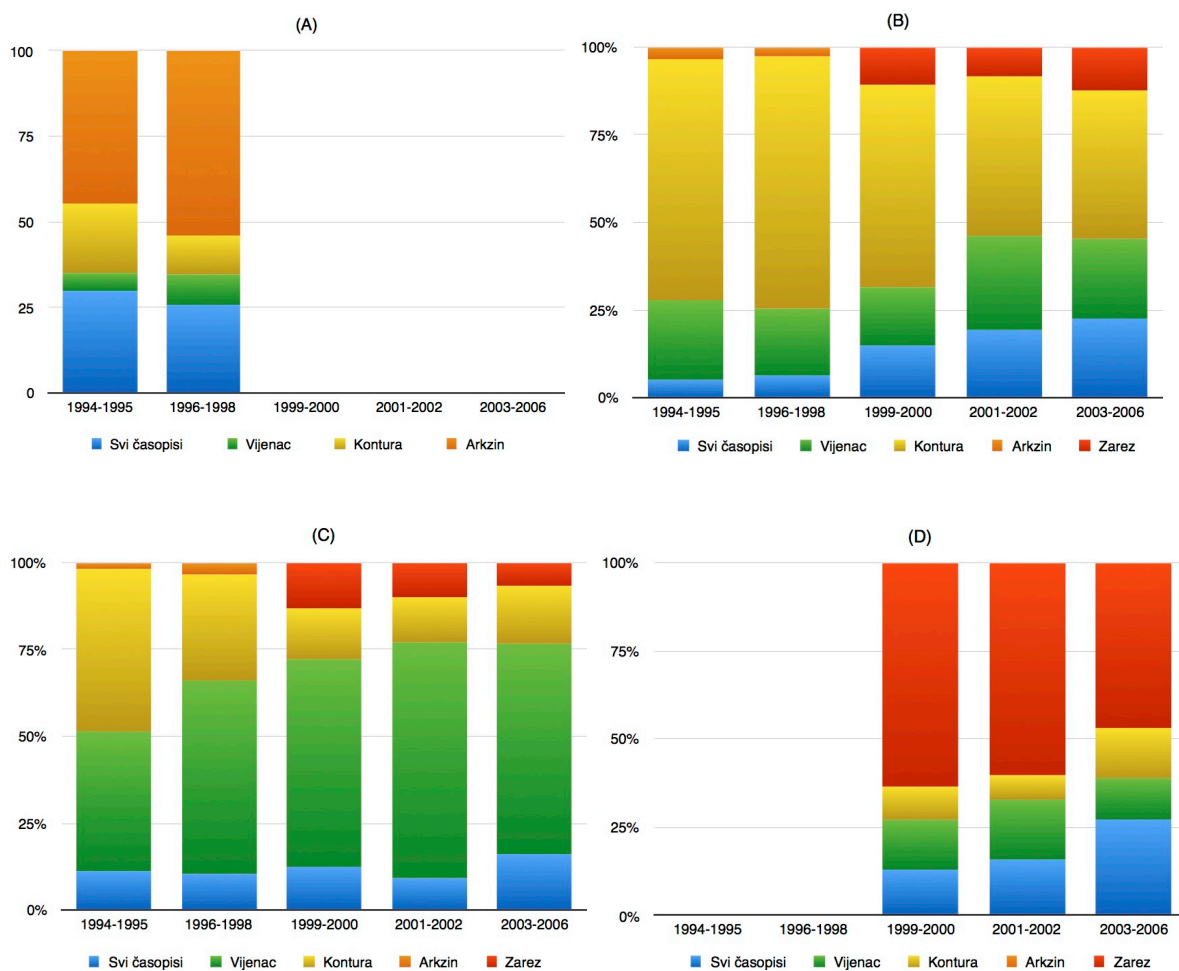 (A)
100
75
50
25
0
1994-1995 1996-1998 1999-2000 2001-2002 2003-2006
Svi časopisi Vijenac Kontura Arkzin
(B)
100%
75%
50%
25%
0%
1994-1995 1996-1998 1999-2000 2001-2002 2003-2006
Svi časopisi Vijenac Kontura Arkzin Zarez
(C)
100%
75%
50%
25%
0%
1994-1995 1996-1998 1999-2000 2001-2002 2003-2006
Svi časopisi Vijenac Kontura Arkzin Zarez
(D)
100%
75%
50%
25%
0%
1994-1995 1996-1998 1999-2000 2001-2002 2003-2006
Svi časopisi Vijenac Kontura Arkzin Zarez